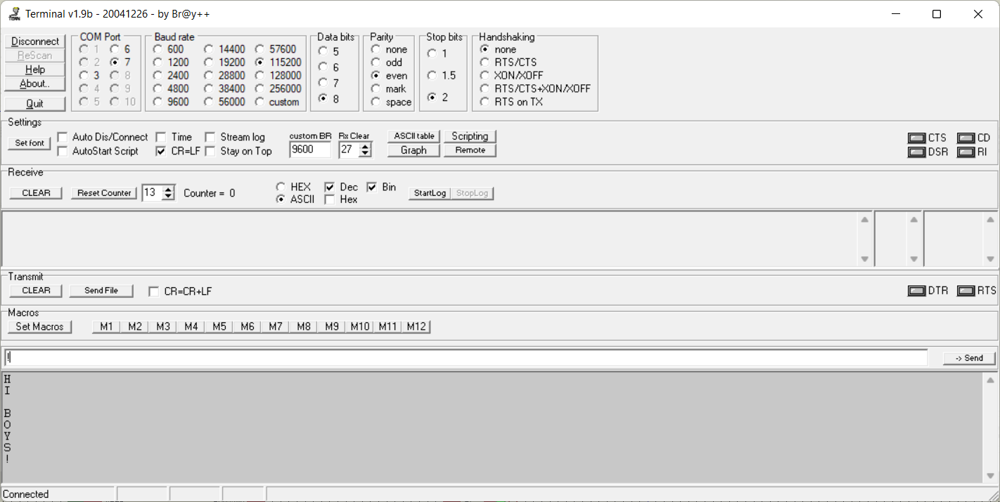 Terminal v1.9b - 20041226 - by Br@y++
Disconnect
ReScan
Help
About..
Quit
COM Port
1 6
2 7
3 8
4 9
5 10
Baud rate
600 14400 57600
1200 19200 115200
2400 28800 128000
4800 38400 256000
9600 56000 custom
Data bits
5
6
7
8
Parity
none
odd
even
mark
space
Stop bits
1
1.5
2
Handshaking
none
RTS/CTS
XON/XOFF
RTS/CTS+XON/XOFF
RTS on TX
Settings
Set font
Auto Dis/Connect Time Stream log
AutoStart Script CR=LF Stay on Top
custom BR Rx Clear
9600 27
ASCII table Scripting
Graph Remote
CTS CD
DSR RI
Receive
CLEAR Reset Counter 13 Counter = 0
HEX Dec Bin
ASCII Hex
StartLog StopLog
Transmit
CLEAR Send File CR=CR+LF
DTR RTS
Macros
Set Macros M1 M2 M3 M4 M5 M6 M7 M8 M9 M10 M11 M12
! -> Send
H
I
B
O
Y
S
!
Connected